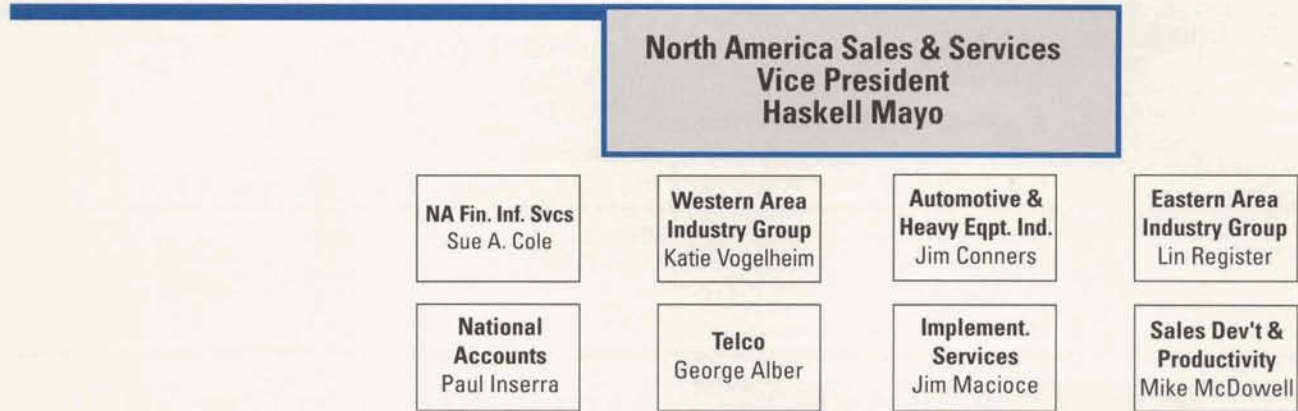 North America Sales & Services
Vice President
Haskell Mayo
NA Fin. Inf. Svcs
Sue A. Cole
Western Area
Industry Group
Katie Vogelheim
Automotive &
Heavy Eqpt. Ind.
Jim Conners
Eastern Area
Industry Group
Lin Register
National
Accounts
Paul Inserra
Telco
George Alber
Implement.
Services
Jim Macioce
Sales Dev't &
Productivity
Mike McDowell